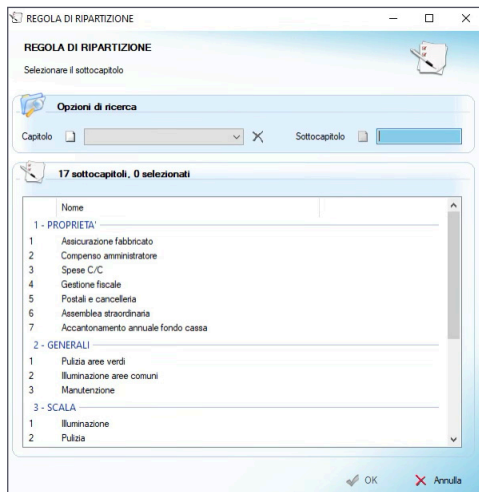 REGOLA DI RIPARTIZIONE
REGOLA DI RIPARTIZIONE
Selezionare il sottocapitolo
Opzioni di ricerca
Capitolo Sottocapitolo
17 sottocapitoli, 0 selezionati
Nome
1 - PROPRIETA'
1 Assicurazione fabbricato
2 Compenso amministratore
3 Spese C/C
4 Gestione fiscale
5 Postali e cancelleria
6 Assemblea straordinaria
7 Accantonamento annuale fondo cassa
2 - GENERALI
1 Pulizia aree verdi
2 Illuminazione aree comuni
3 Manutenzione
3 - SCALA
1 Illuminazione
2 Pulizia
OK Annulla